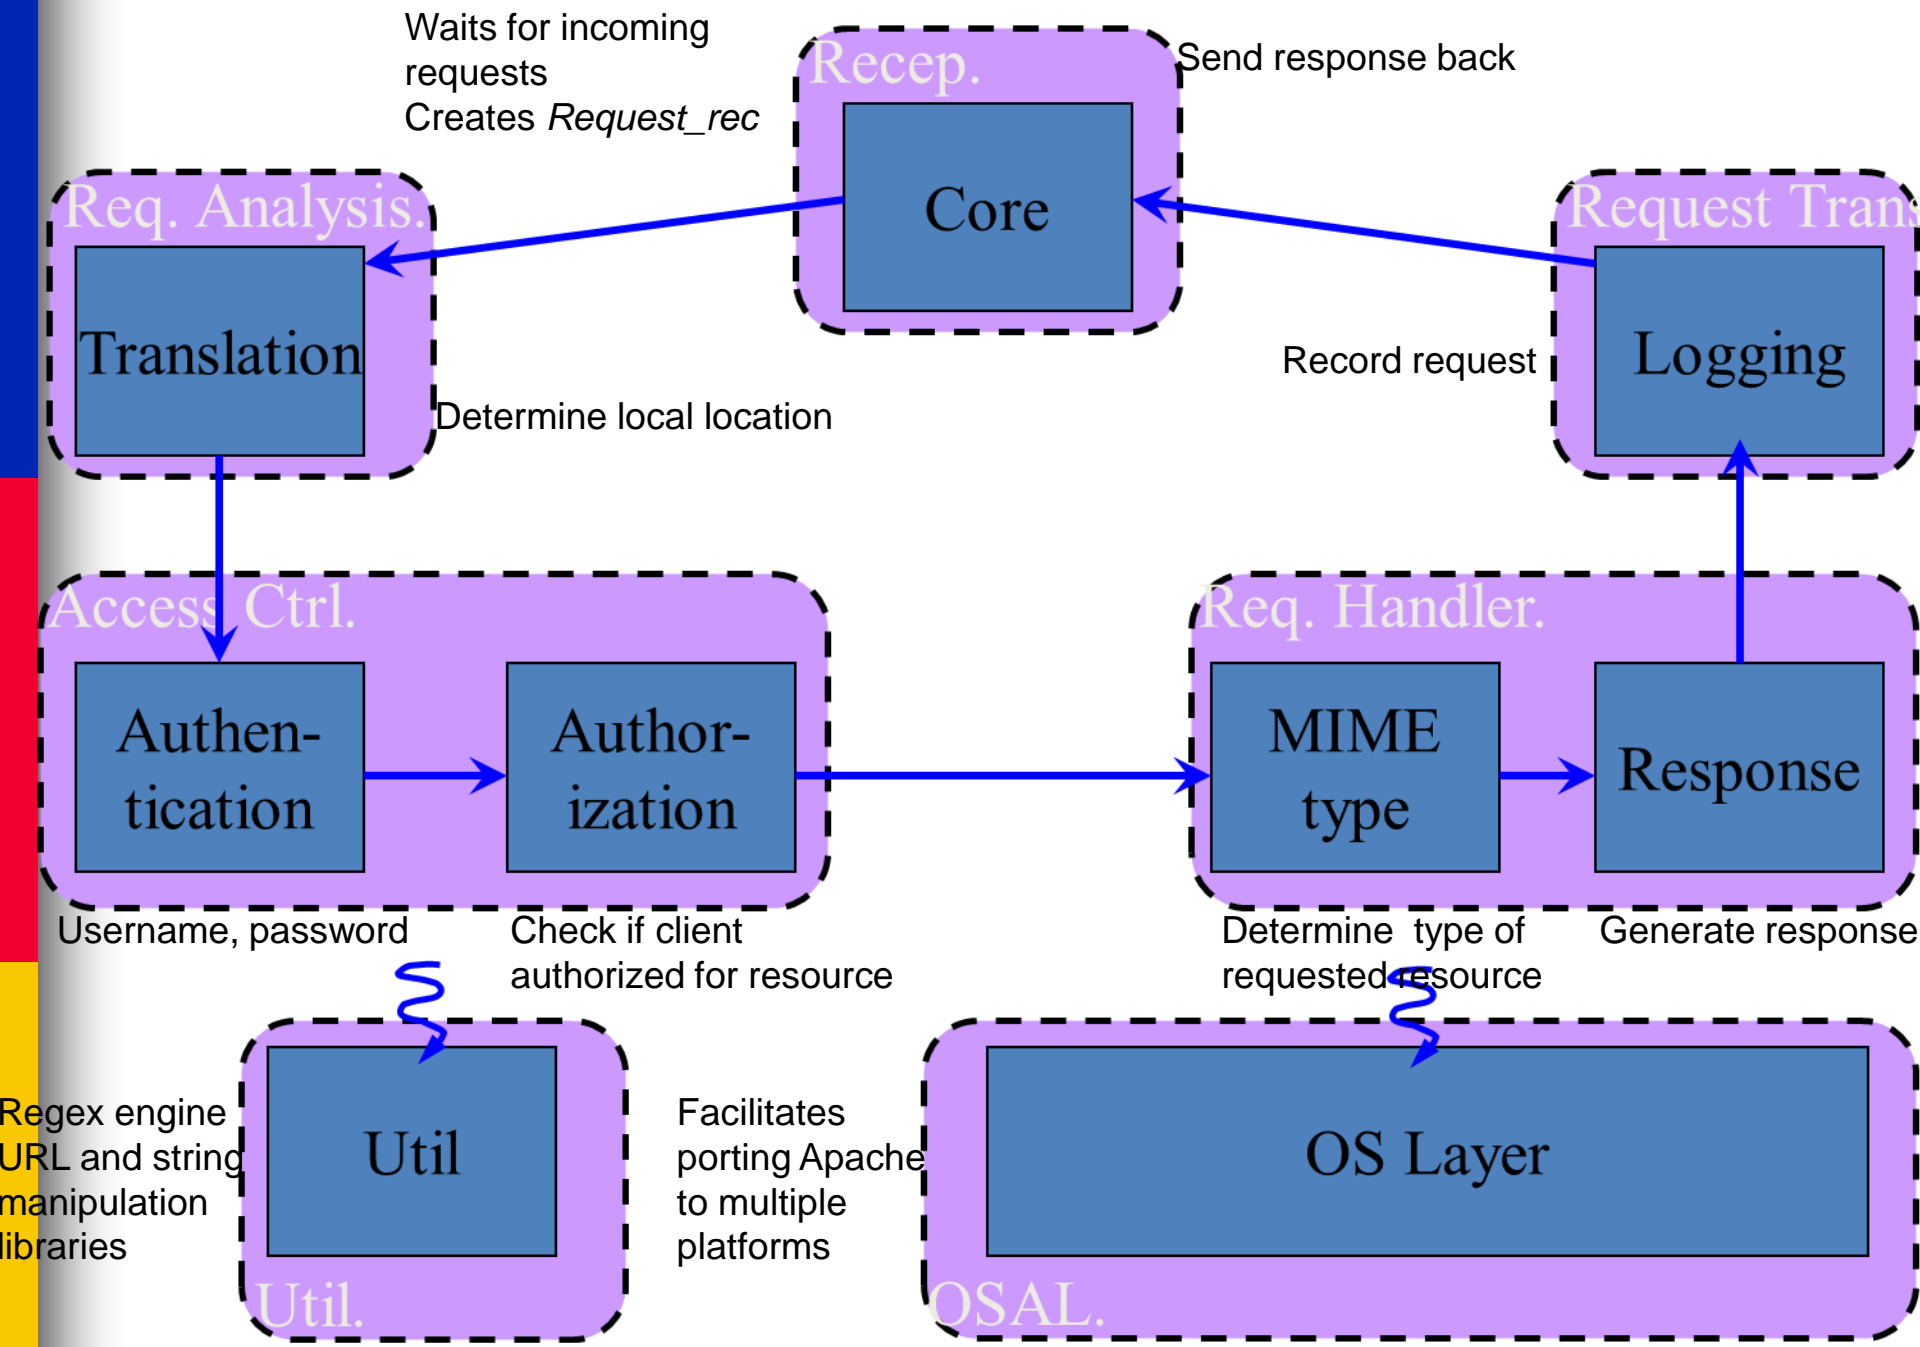 Waits for incoming
requests
Creates Request_rec
Recep.
Core
Send response back
Req. Analysis.
Translation
Determine local location
Request Trans
Logging
Record request
Access Ctrl.
Authen-
tication
Author-
ization
Username, password
Check if client
authorized for resource
Req. Handler.
MIME
type
Response
Determine type of
requested resource
Generate response
Regex engine
URL and string
manipulation
libraries
Util
Util.
Facilitates
porting Apache
to multiple
platforms
OS Layer
OSAL.